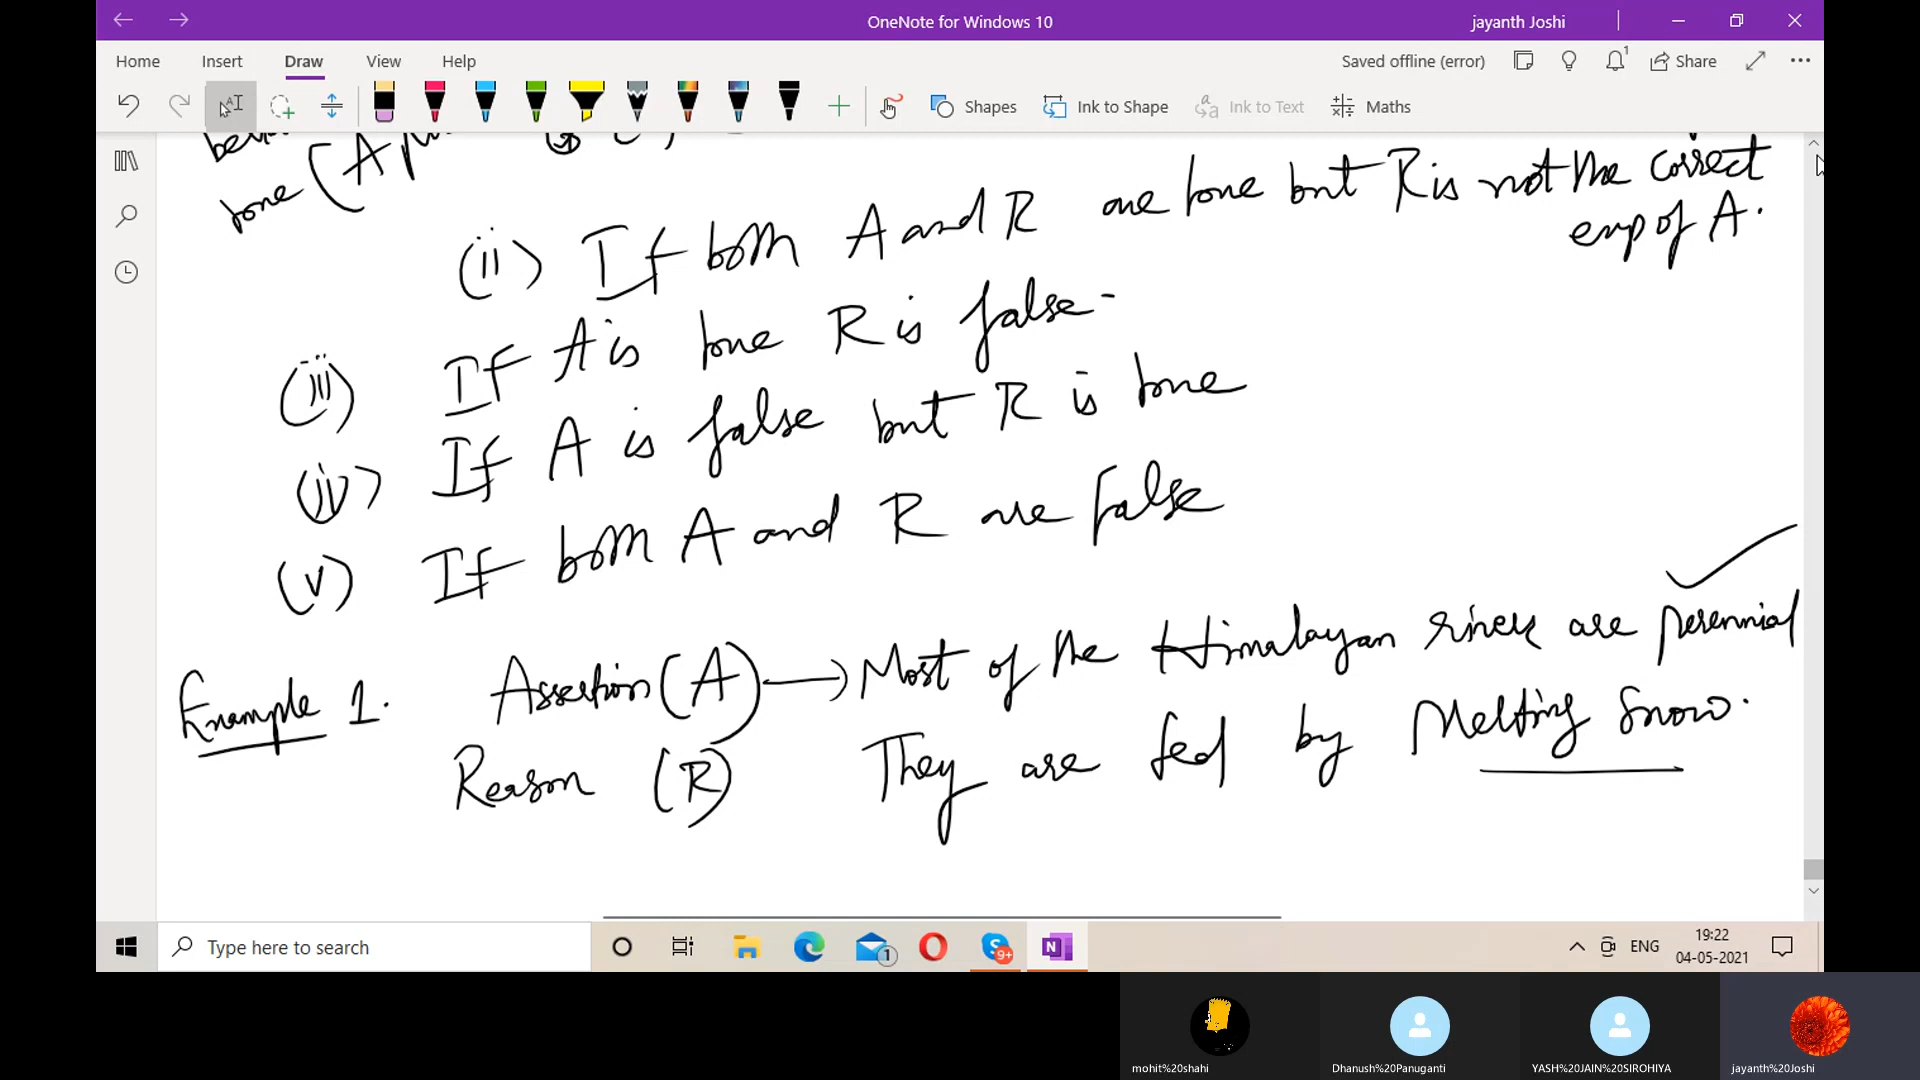 OneNote for Windows 10
jayanth Joshi
Home Insert Draw View Help
Saved offline (error) 1 Share
Shapes Ink to Shape Ink to Text Maths
true (A
(ii) If both A and R are true but R is not the correct
exp of A.
(iii) If A is true R is false-
(iv) If A is false but R is true
(v) If both A and R are false
Example 1. Assertion (A) → Most of the Himalayan rivers are perennial
Reason (R) They are fed by Melting Snow.
Type here to search
1
9+
N
ENG
19:22
04-05-2021
mohit%20shahi
Dhanush%20Panuganti
YASH%20JAIN%20SIROHIYA
jayanth%20Joshi